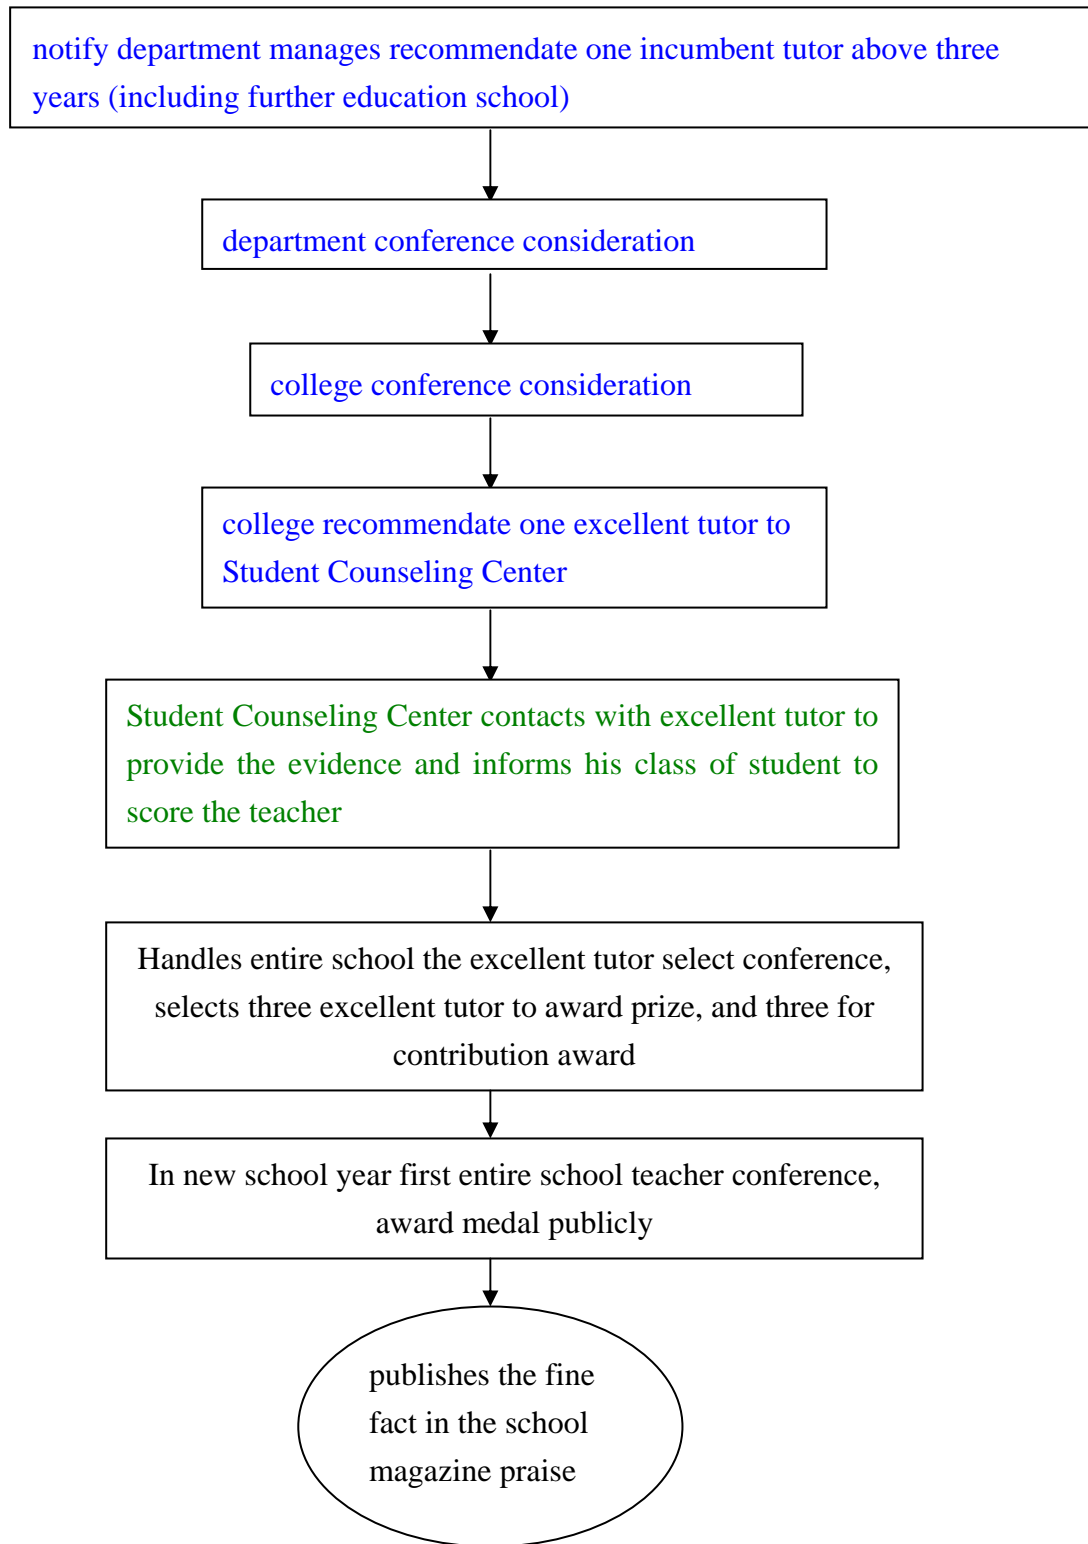 notify department manages recommendate one incumbent tutor above three
years (including further education school)
department conference consideration
college conference consideration
college recommendate one excellent tutor to
Student Counseling Center
Student Counseling Center contacts with excellent tutor to
provide the evidence and informs his class of student to
score the teacher
Handles entire school the excellent tutor select conference,
selects three excellent tutor to award prize, and three for
contribution award
In new school year first entire school teacher conference,
award medal publicly
publishes the fine
fact in the school
magazine praise